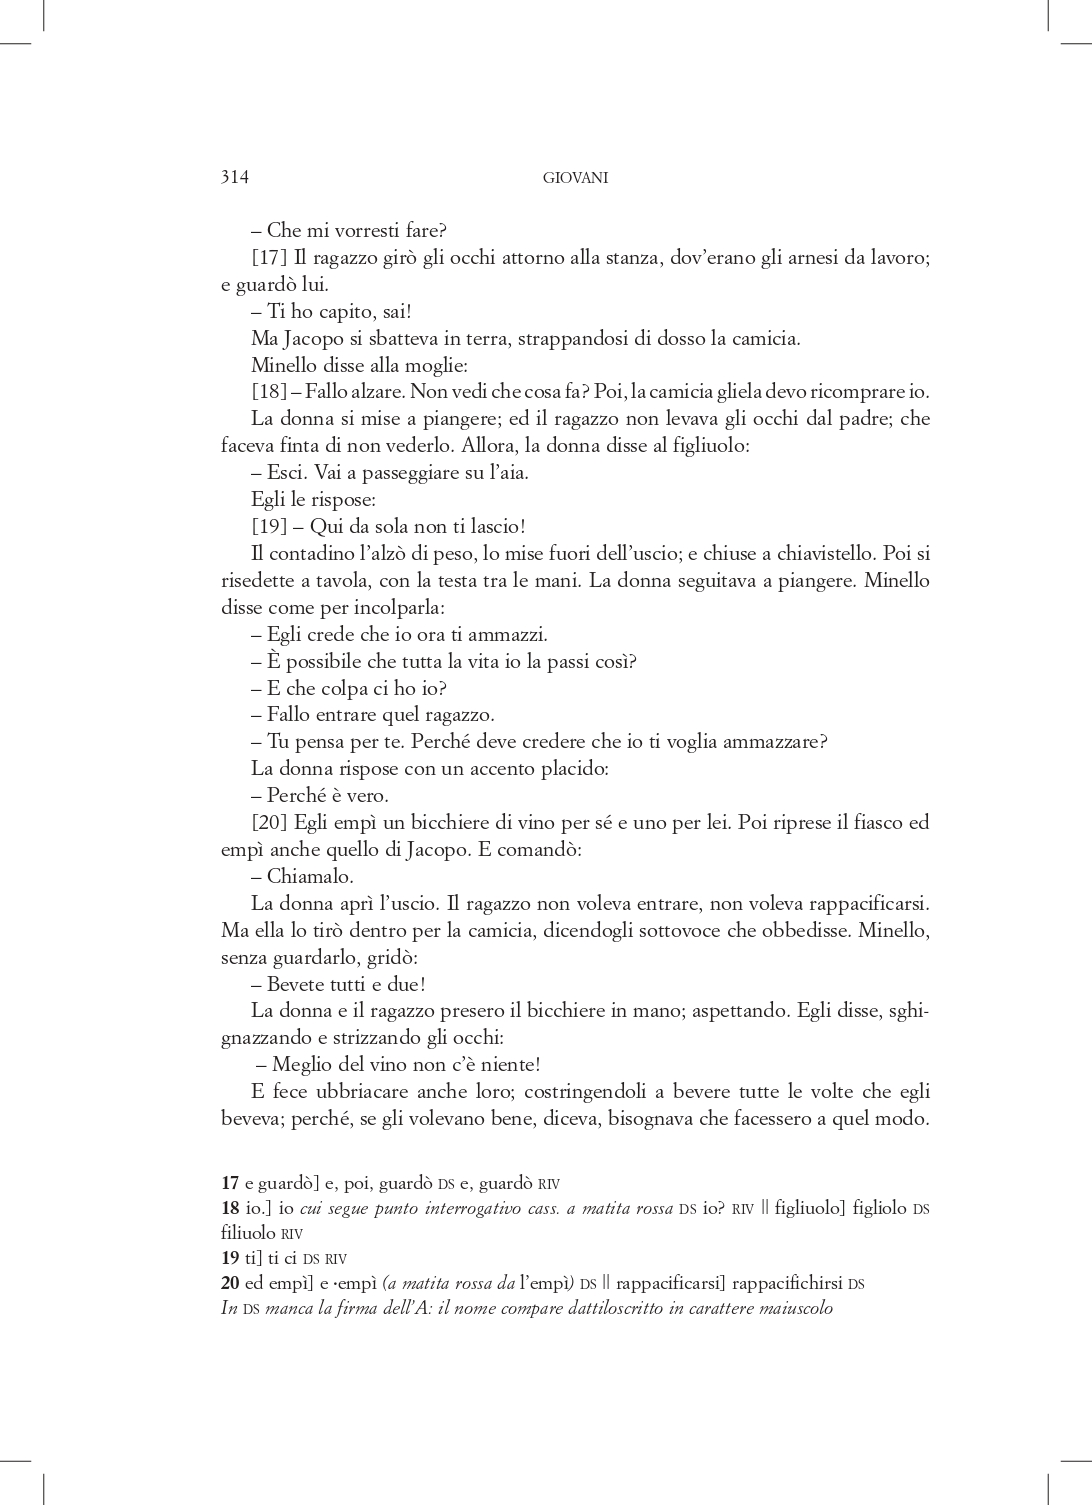 314
GIOVANI
– Che mi vorresti fare?
[17] Il ragazzo girò gli occhi attorno alla stanza, dov’erano gli arnesi da lavoro;
e guardò lui.
– Ti ho capito, sai!
Ma Jacopo si sbatteva in terra, strappandosi di dosso la camicia.
Minello disse alla moglie:
[18] – Fallo alzare. Non vedi che cosa fa? Poi, la camicia gliela devo ricomprare io.
La donna si mise a piangere; ed il ragazzo non levava gli occhi dal padre; che
faceva finta di non vederlo. Allora, la donna disse al figliuolo:
– Esci. Vai a passeggiare su l’aia.
Egli le rispose:
[19] – Qui da sola non ti lascio!
Il contadino l’alzò di peso, lo mise fuori dell’uscio; e chiuse a chiavistello. Poi si
risedette a tavola, con la testa tra le mani. La donna seguitava a piangere. Minello
disse come per incolparla:
– Egli crede che io ora ti ammazzi.
– È possibile che tutta la vita io la passi così?
– E che colpa ci ho io?
– Fallo entrare quel ragazzo.
– Tu pensa per te. Perché deve credere che io ti voglia ammazzare?
La donna rispose con un accento placido:
– Perché è vero.
[20] Egli empì un bicchiere di vino per sé e uno per lei. Poi riprese il fiasco ed
empì anche quello di Jacopo. E comandò:
– Chiamalo.
La donna aprì l’uscio. Il ragazzo non voleva entrare, non voleva rappacificarsi.
Ma ella lo tirò dentro per la camicia, dicendogli sottovoce che obbedisse. Minello,
senza guardarlo, gridò:
– Bevete tutti e due!
La donna e il ragazzo presero il bicchiere in mano; aspettando. Egli disse, sghi-
gnazzando e strizzando gli occhi:
– Meglio del vino non c’è niente!
E fece ubbriacare anche loro; costringendoli a bevere tutte le volte che egli
beveva; perché, se gli volevano bene, diceva, bisognava che facessero a quel modo.
17 e guardò] e, poi, guardò DS e, guardò RIV
18 io.] io cui segue punto interrogativo cass. a matita rossa DS io? RIV || figliuolo] figliolo DS
filiuolo RIV
19 ti] ti ci DS RIV
20 ed empì] e ·empì (a matita rossa da l’empì) DS || rappacificarsi] rappacifichirsi DS
In DS manca la firma dell’A: il nome compare dattiloscritto in carattere maiuscolo